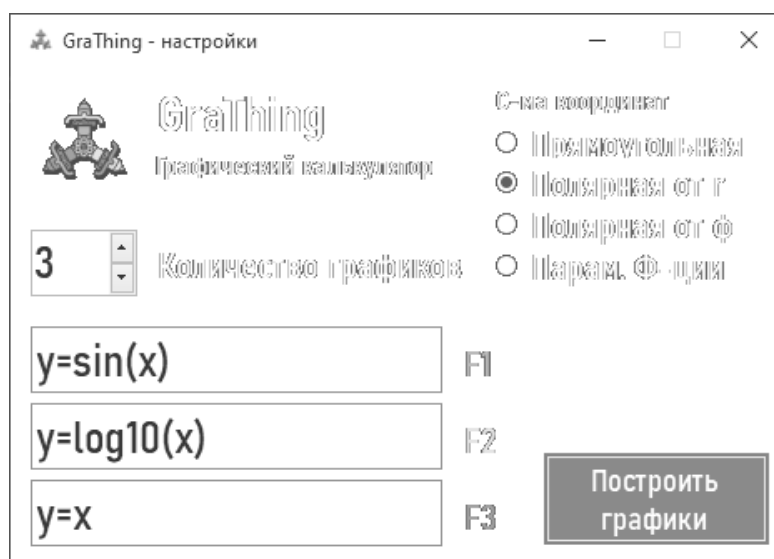 GraThing - настройки
GraThing
Графический калькулятор
С-ма координат
Прямоугольная
Полярная от r
Полярная от ф
Парам. Ф-ции
3
Количество графиков
y=sin(x)
F1
y=log10(x)
F2
y=x
F3
Построить
графики